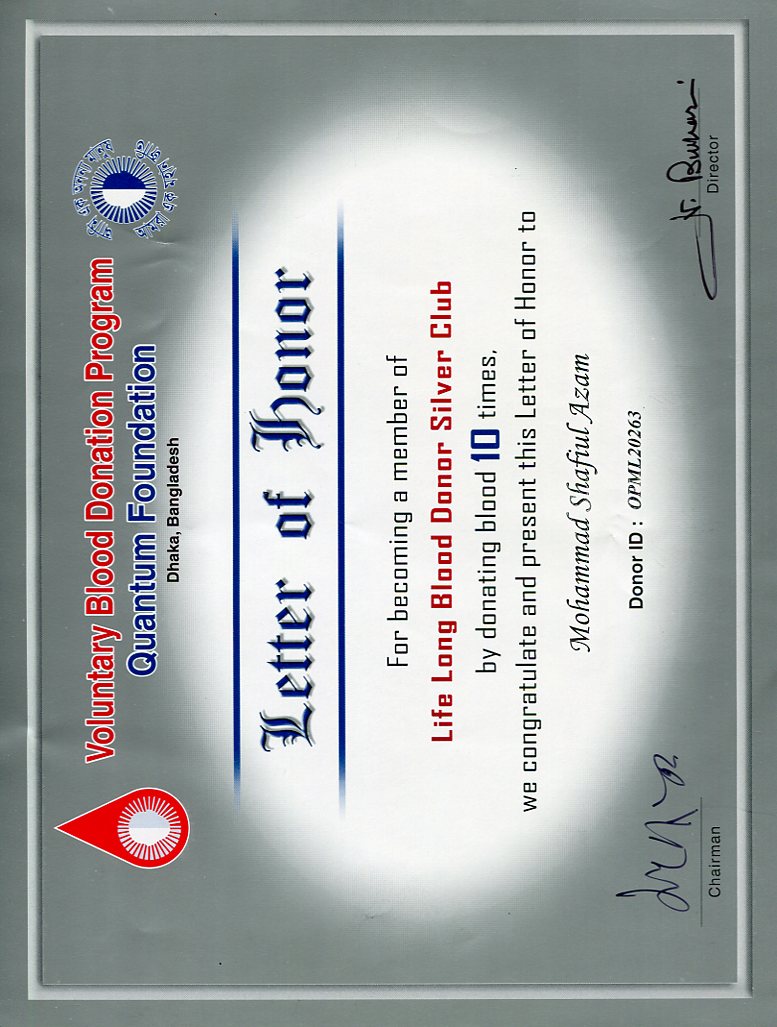 Voluntary Blood Donation Program
Quantum Foundation
Dhaka, Bangladesh
Letter of Honor
For becoming a member of
Life Long Blood Donor Silver Club
by donating blood 10 times,
we congratulate and present this Letter of Honor to
Mohammad Shafiul Azam
Donor ID : OPML20263
Chairman
Director